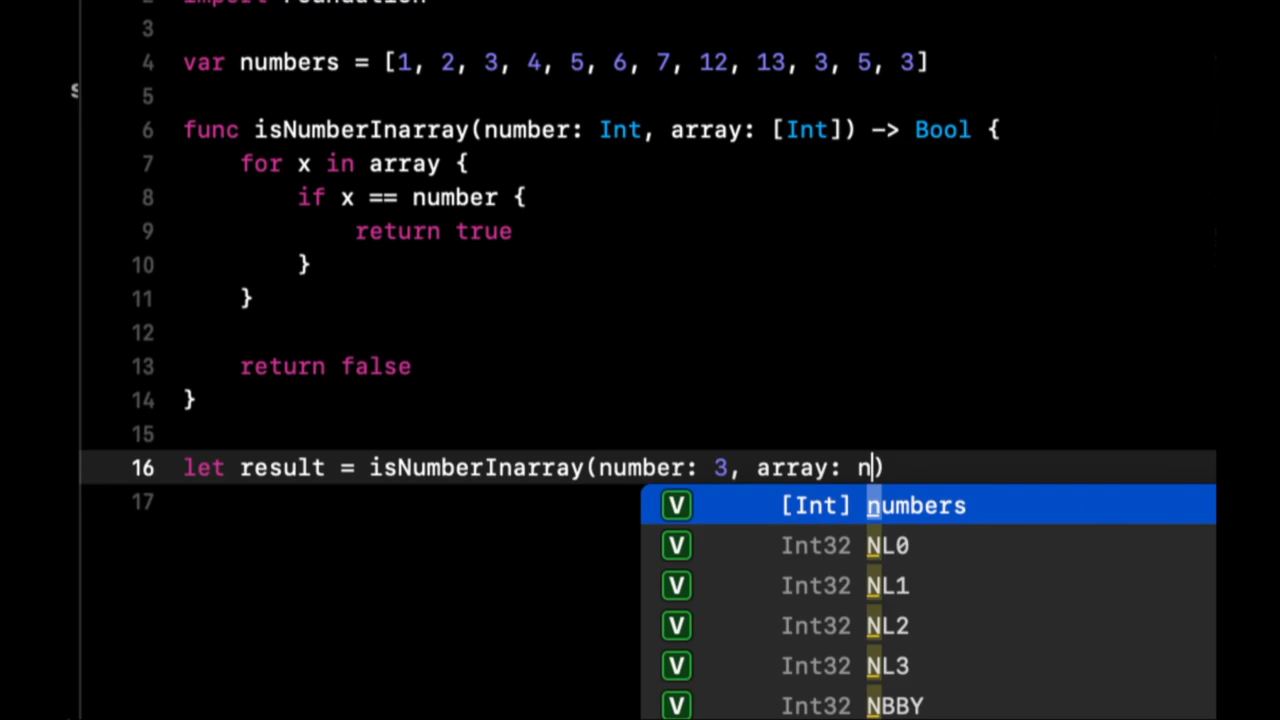 2 import Foundation
3
4 var numbers = [1, 2, 3, 4, 5, 6, 7, 12, 13, 3, 5, 3]
5
6 func isNumberInarray(number: Int, array: [Int]) -> Bool {
7 for x in array {
8 if x == number {
9 return true
10 }
11 }
12
13 return false
14 }
15
16 let result = isNumberInarray(number: 3, array: n)
17
V [Int] numbers
V Int32 NL0
V Int32 NL1
V Int32 NL2
V Int32 NL3
V Int32 NBBY